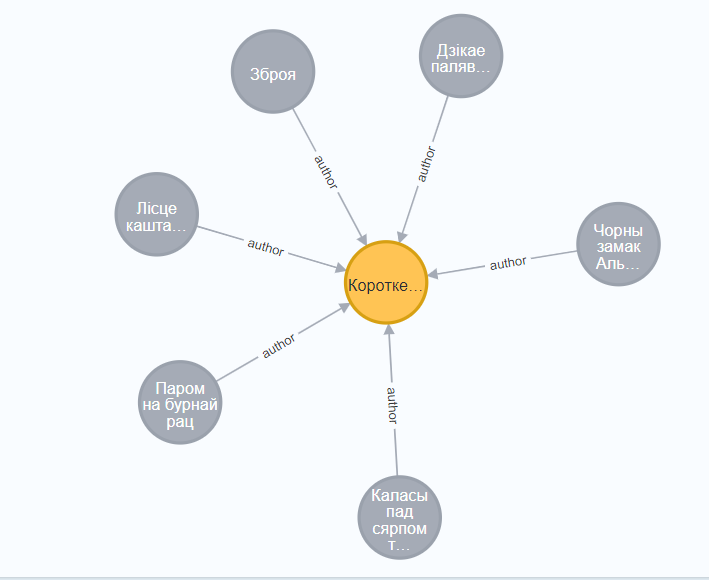 Зброя
Дзікае
паляв...
author
author
Лісце
кашта...
author
Чорны
замак
Аль...
author
Коротке...
author
Паром
на бурнай
рац
author
Каласы
пад
сярпом
т...